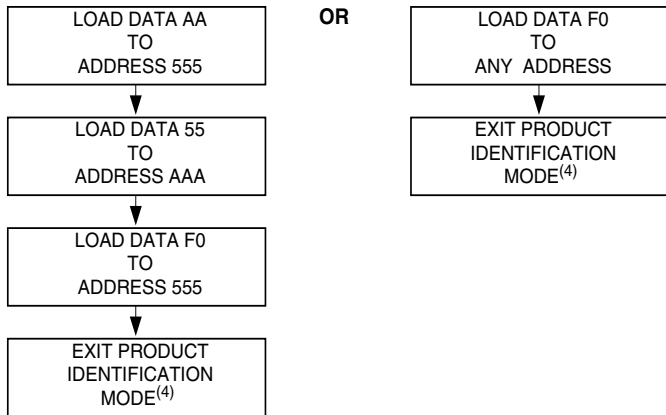 LOAD DATA AA
TO
ADDRESS 555
LOAD DATA 55
TO
ADDRESS AAA
LOAD DATA F0
TO
ADDRESS 555
EXIT PRODUCT
IDENTIFICATION
MODE(4)
OR
LOAD DATA F0
TO
ANY ADDRESS
EXIT PRODUCT
IDENTIFICATION
MODE(4)